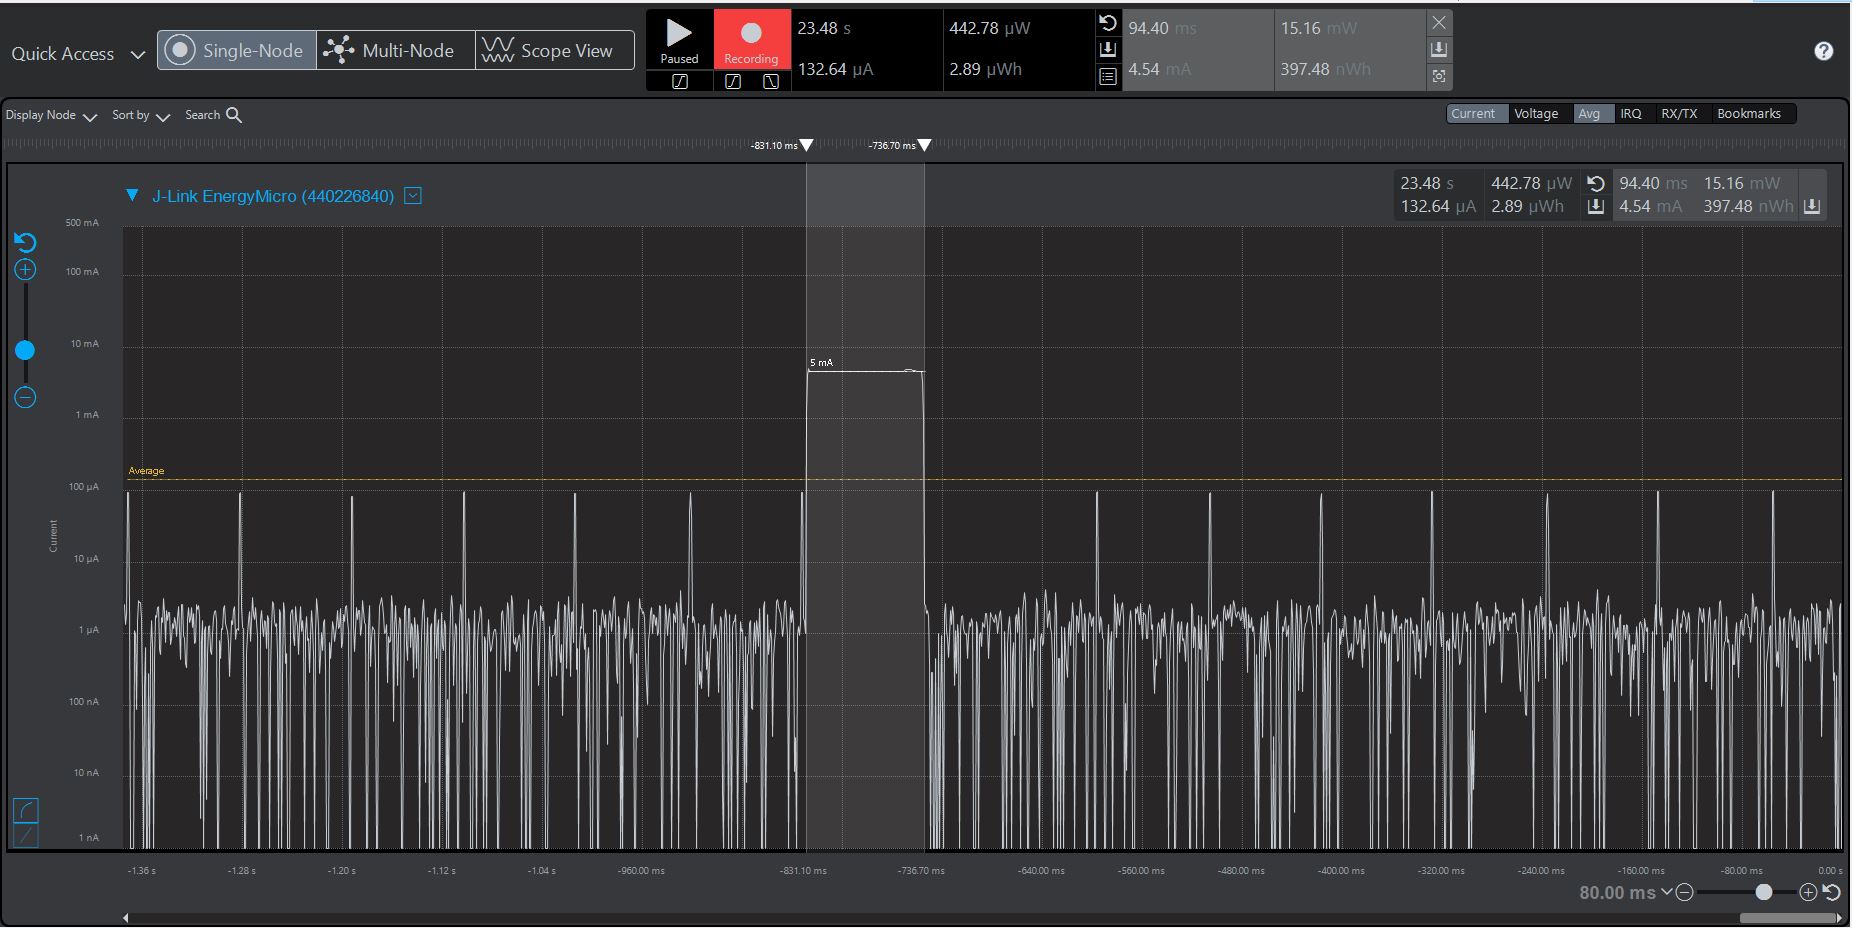 Quick Access
Single-Node
Multi-Node
Scope View
Paused
Recording
23.48 s
442.78 µW
132.64 µA
2.89 µWh
94.40 ms
15.16 mW
4.54 mA
397.48 nWh
?
Display Node
Sort by
Search
Current
Voltage
Avg
IRQ
RX/TX
Bookmarks
-831.10 ms
-736.70 ms
J-Link EnergyMicro (440226840)
23.48 s 442.78 µW 94.40 ms 15.16 mW
132.64 µA 2.89 µWh 4.54 mA 397.48 nWh
500 mA
100 mA
10 mA
5 mA
1 mA
Average
100 µA
Current
10 µA
1 µA
100 nA
10 nA
1 nA
-1.36 s -1.28 s -1.20 s -1.12 s -1.04 s -960.00 ms -831.10 ms -736.70 ms -640.00 ms -560.00 ms -480.00 ms -400.00 ms -320.00 ms -240.00 ms -160.00 ms -80.00 ms 0.00 s
80.00 ms